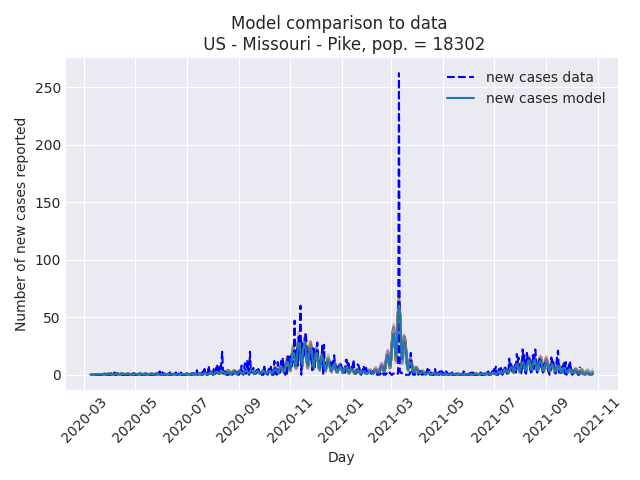 Model comparison to data
US - Missouri - Pike, pop. = 18302
new cases data
new cases model
Number of new cases reported
250
200
150
100
50
0
2020-03
2020-05
2020-07
2020-09
2020-11
2021-01
2021-03
2021-05
2021-07
2021-09
2021-11
Day